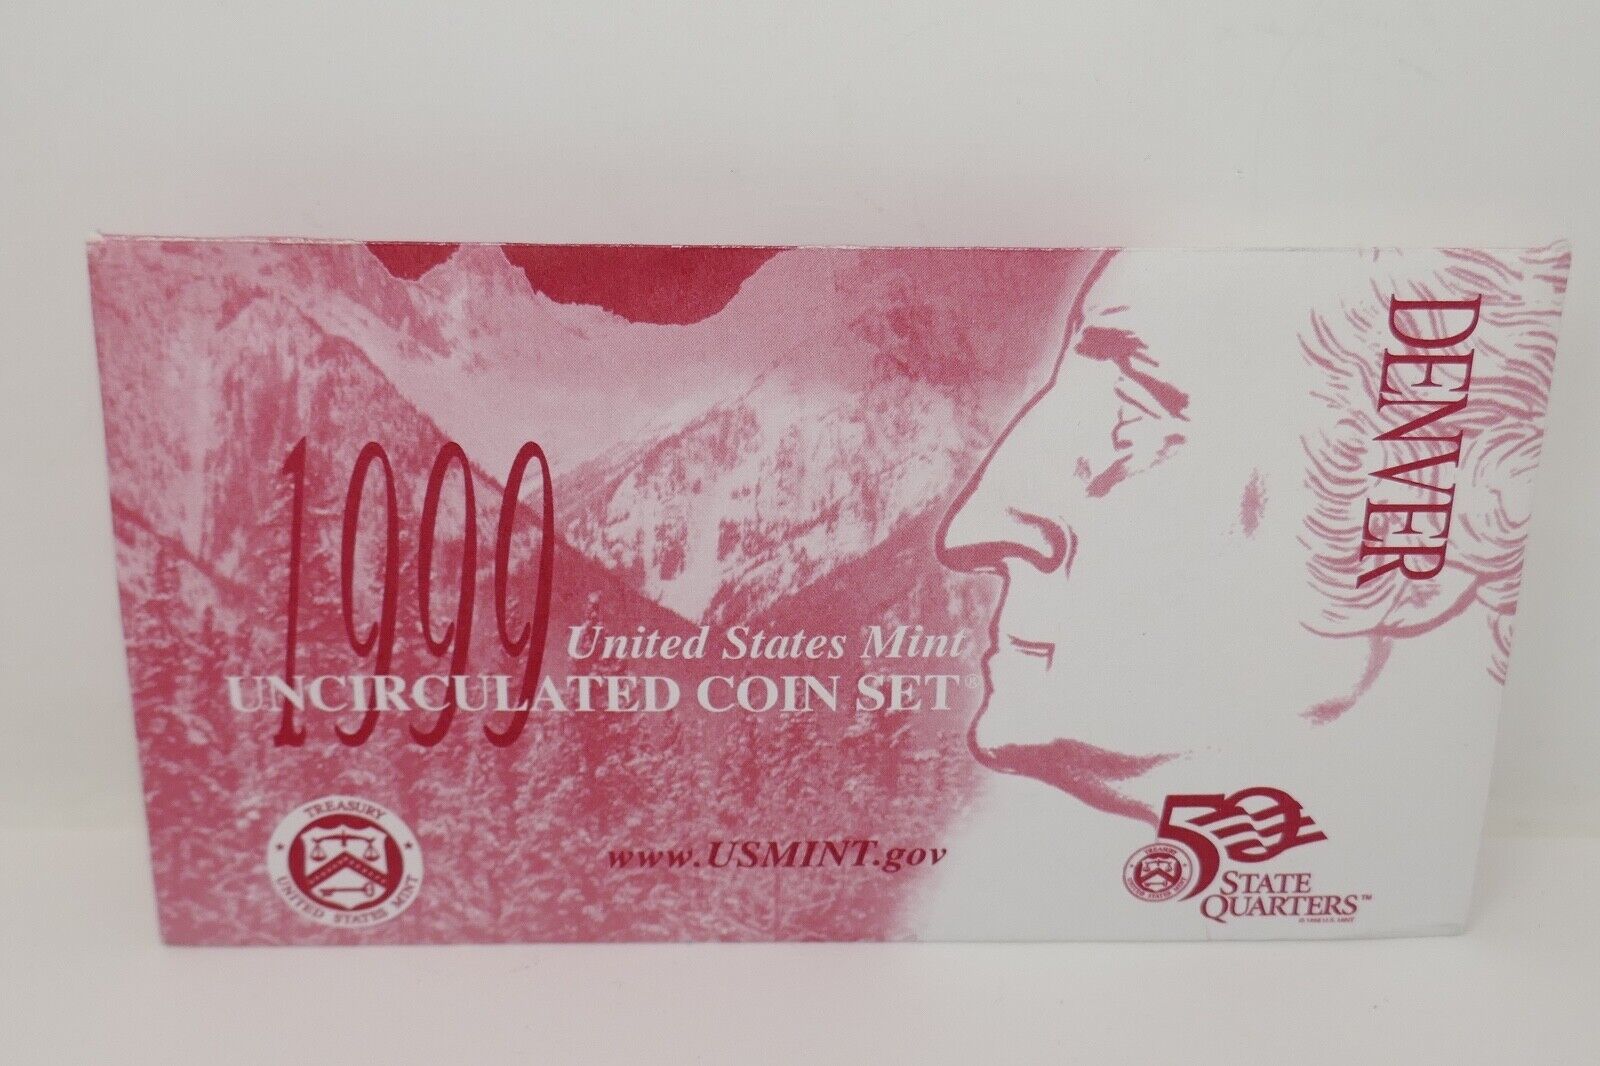 DENVER
1999
United States Mint
UNCIRCULATED COIN SET®
TREASURY
UNITED STATES MINT
www.USMINT.gov
50
STATE
QUARTERS™